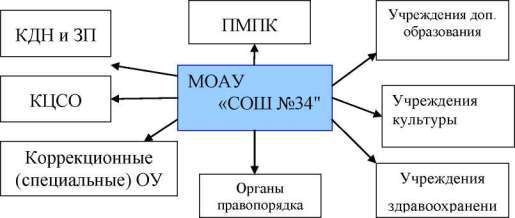 КДН и ЗП
ПМПК
Учреждения доп.
образования
КЦСО
МОАУ
«СОШ №34"
Учреждения
культуры
Коррекционные
(специальные) ОУ
Органы
правопорядка
Учреждения
здравоохранени